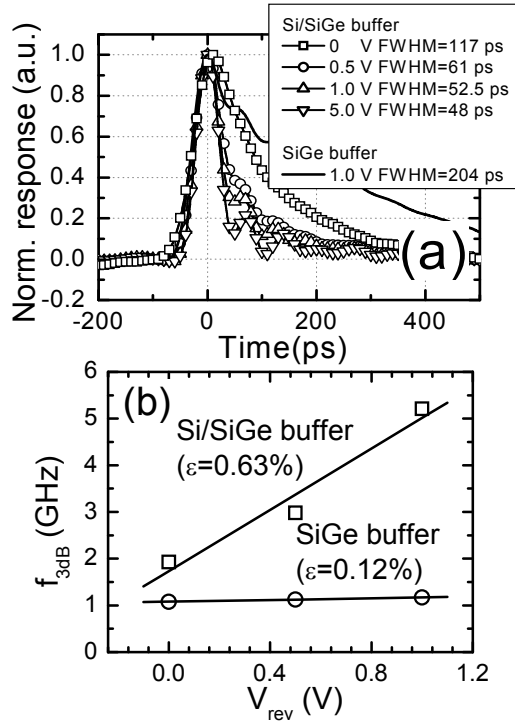 Si/SiGe buffer
0 V FWHM=117 ps
0.5 V FWHM=61 ps
1.0 V FWHM=52.5 ps
5.0 V FWHM=48 ps
SiGe buffer
1.0 V FWHM=204 ps
1.0
0.8
0.6
0.4
0.2
0.0
-0.2
Norm. response (a.u.)
(a)
-200 0 200 400
Time(ps)
(b)
6
5
4
3
2
1
0
f3dB (GHz)
Si/SiGe buffer
(ε=0.63%)
SiGe buffer
(ε=0.12%)
0.0 0.4 0.8 1.2
Vrev (V)